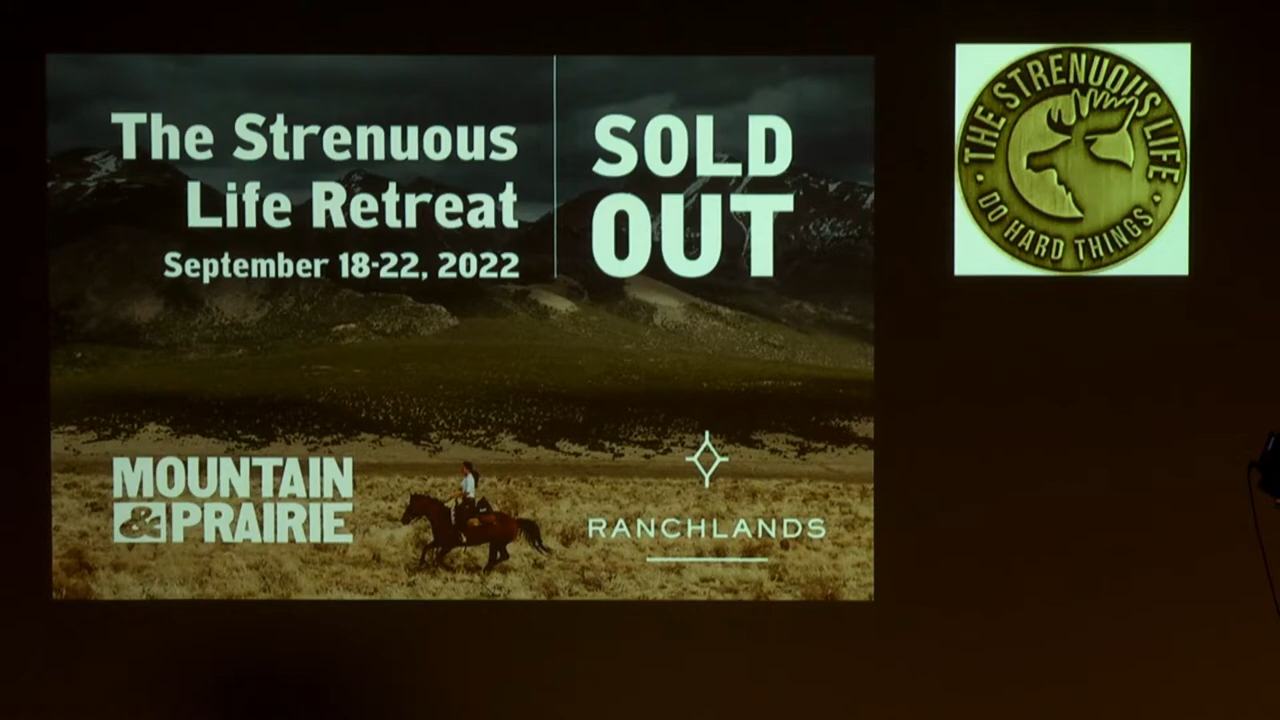 The Strenuous
Life Retreat
September 18-22, 2022
SOLD
OUT
MOUNTAIN
& PRAIRIE
RANCHLANDS
THE STRENUOUS LIFE
• DO HARD THINGS •